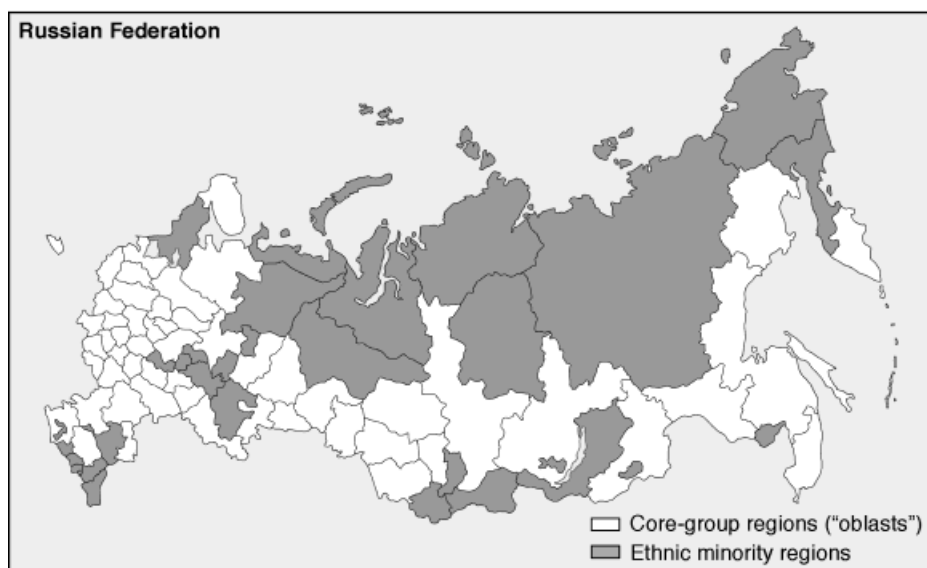 Russian Federation
Core-group regions (“oblasts”)
Ethnic minority regions